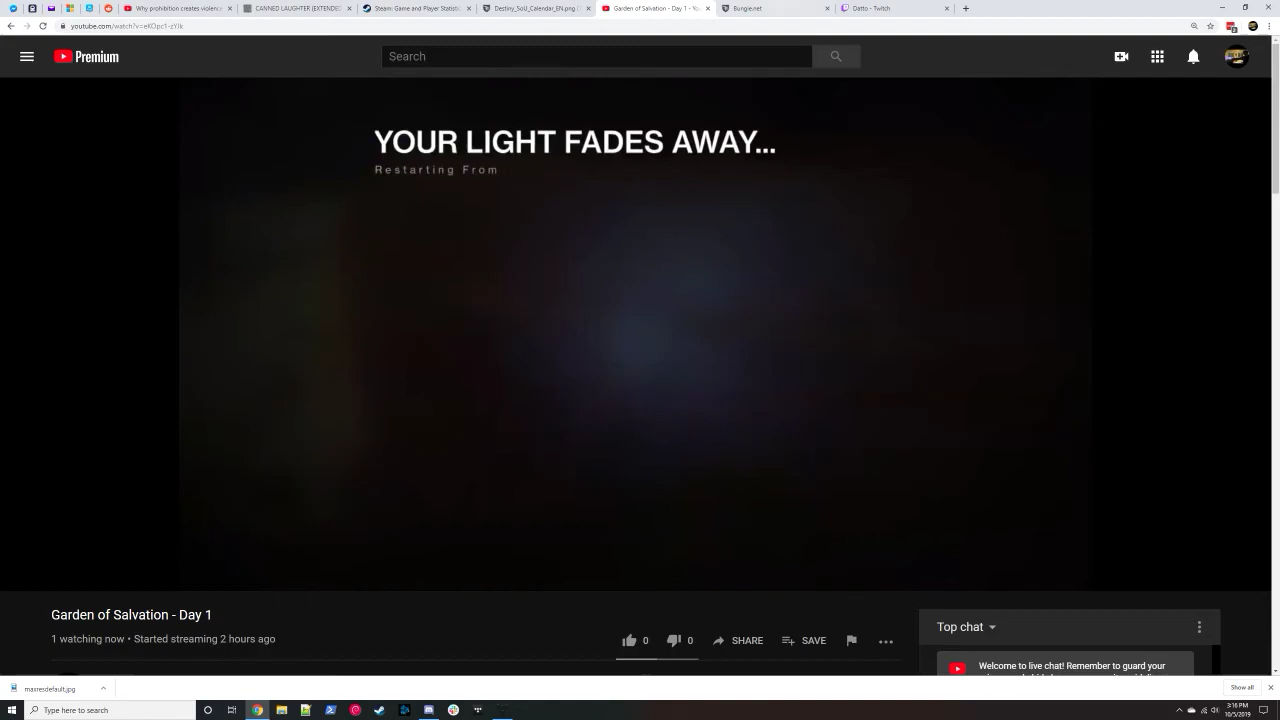 Why prohibition creates violence
CANNED LAUGHTER (EXTENDED
Steam: Game and Player Statistic
Destiny_SoU_Calendar_EN.png (
Garden of Salvation - Day 1 - Yo
Bungie.net
Datto - Twitch
Premium
Search
YOUR LIGHT FADES AWAY...
Restarting From
Garden of Salvation - Day 1
1 watching now • Started streaming 2 hours ago
0
0
SHARE
SAVE
Top chat
Welcome to live chat! Remember to guard your
maxresdefault.jpg
Show all
Type here to search
3:16 PM
10/5/2019